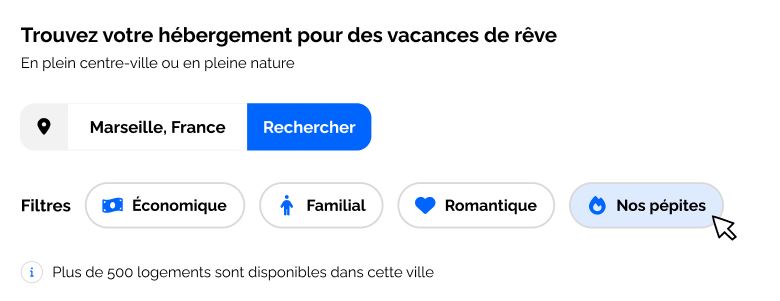 Trouvez votre hébergement pour des vacances de rêve
En plein centre-ville ou en pleine nature
Marseille, France Rechercher
Filtres Économique Familial Romantique Nos pépites
i Plus de 500 logements sont disponibles dans cette ville